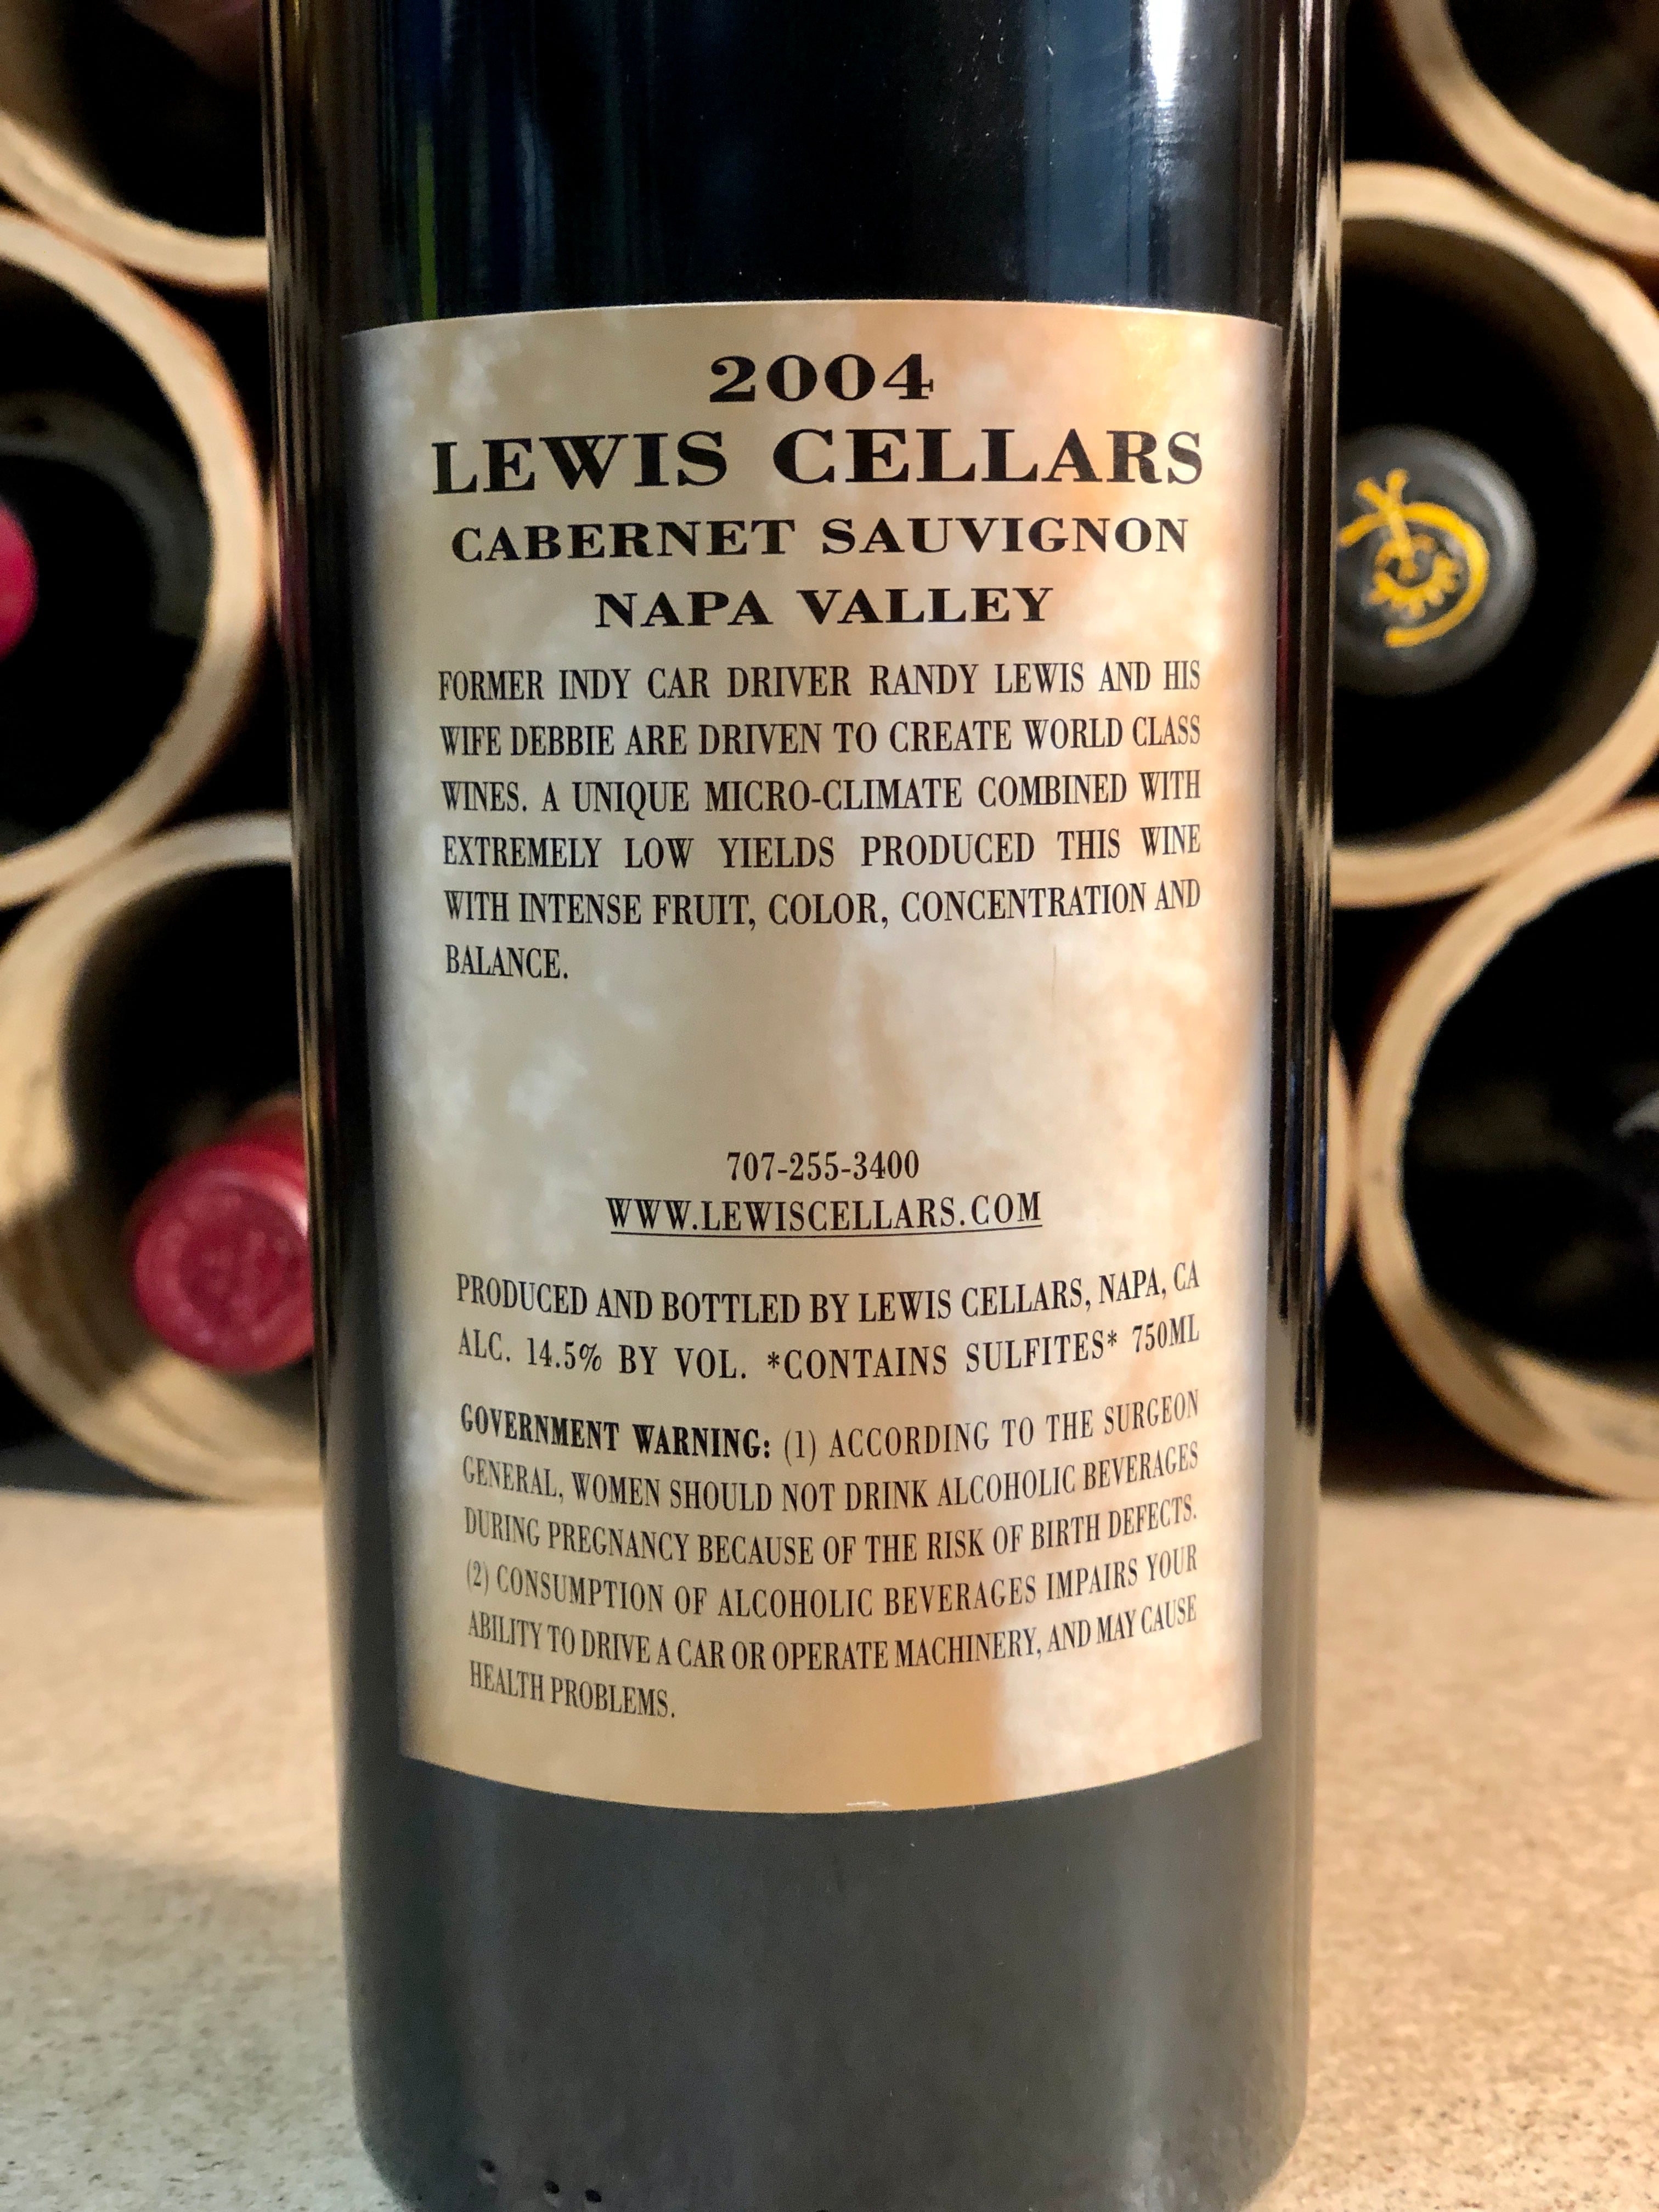 2004
LEWIS CELLARS
CABERNET SAUVIGNON
NAPA VALLEY
FORMER INDY CAR DRIVER RANDY LEWIS AND HIS
WIFE DEBBIE ARE DRIVEN TO CREATE WORLD CLASS
WINES. A UNIQUE MICRO-CLIMATE COMBINED WITH
EXTREMELY LOW YIELDS PRODUCED THIS WINE
WITH INTENSE FRUIT, COLOR, CONCENTRATION AND
BALANCE.
707-255-3400
WWW.LEWISCELLARS.COM
PRODUCED AND BOTTLED BY LEWIS CELLARS, NAPA, CA
ALC. 14.5% BY VOL. *CONTAINS SULFITES* 750ML
GOVERNMENT WARNING: (1) ACCORDING TO THE SURGEON
GENERAL, WOMEN SHOULD NOT DRINK ALCOHOLIC BEVERAGES
DURING PREGNANCY BECAUSE OF THE RISK OF BIRTH DEFECTS.
(2) CONSUMPTION OF ALCOHOLIC BEVERAGES IMPAIRS YOUR
ABILITY TO DRIVE A CAR OR OPERATE MACHINERY, AND MAY CAUSE
HEALTH PROBLEMS.